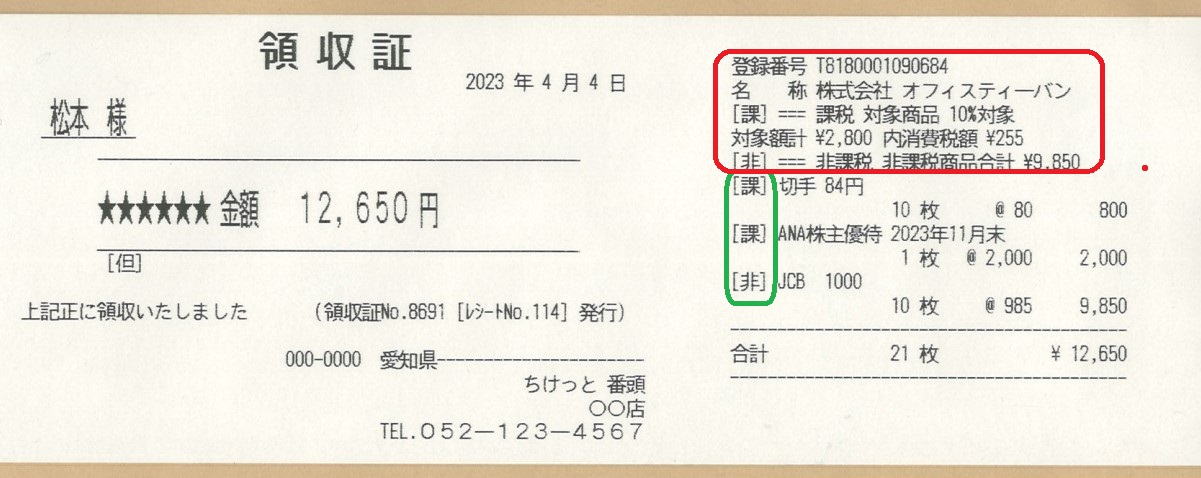 領収証
2023 年 4 月 4 日
松本 様
★★★★★★ 金額 12,650円
[但]
上記正に領収いたしました (領収証No.8691 [ﾚｼｰﾄNo.114] 発行)
000-0000 愛知県----------------------
ちけっと 番頭
〇〇店
TEL.052−123−4567
登録番号 T8180001090684
名 称 株式会社 オフィスティーバン
[課] === 課税 対象商品 10%対象
対象額計 ¥2,800 内消費税額 ¥255
[非] === 非課税 非課税商品合計 ¥9,850
[課] 切手 84円
10 枚 @ 80 800
[課] ANA株主優待 2023年11月末
1 枚 @ 2,000 2,000
[非] JCB 1000
10 枚 @ 985 9,850
合計 21 枚 ¥ 12,650